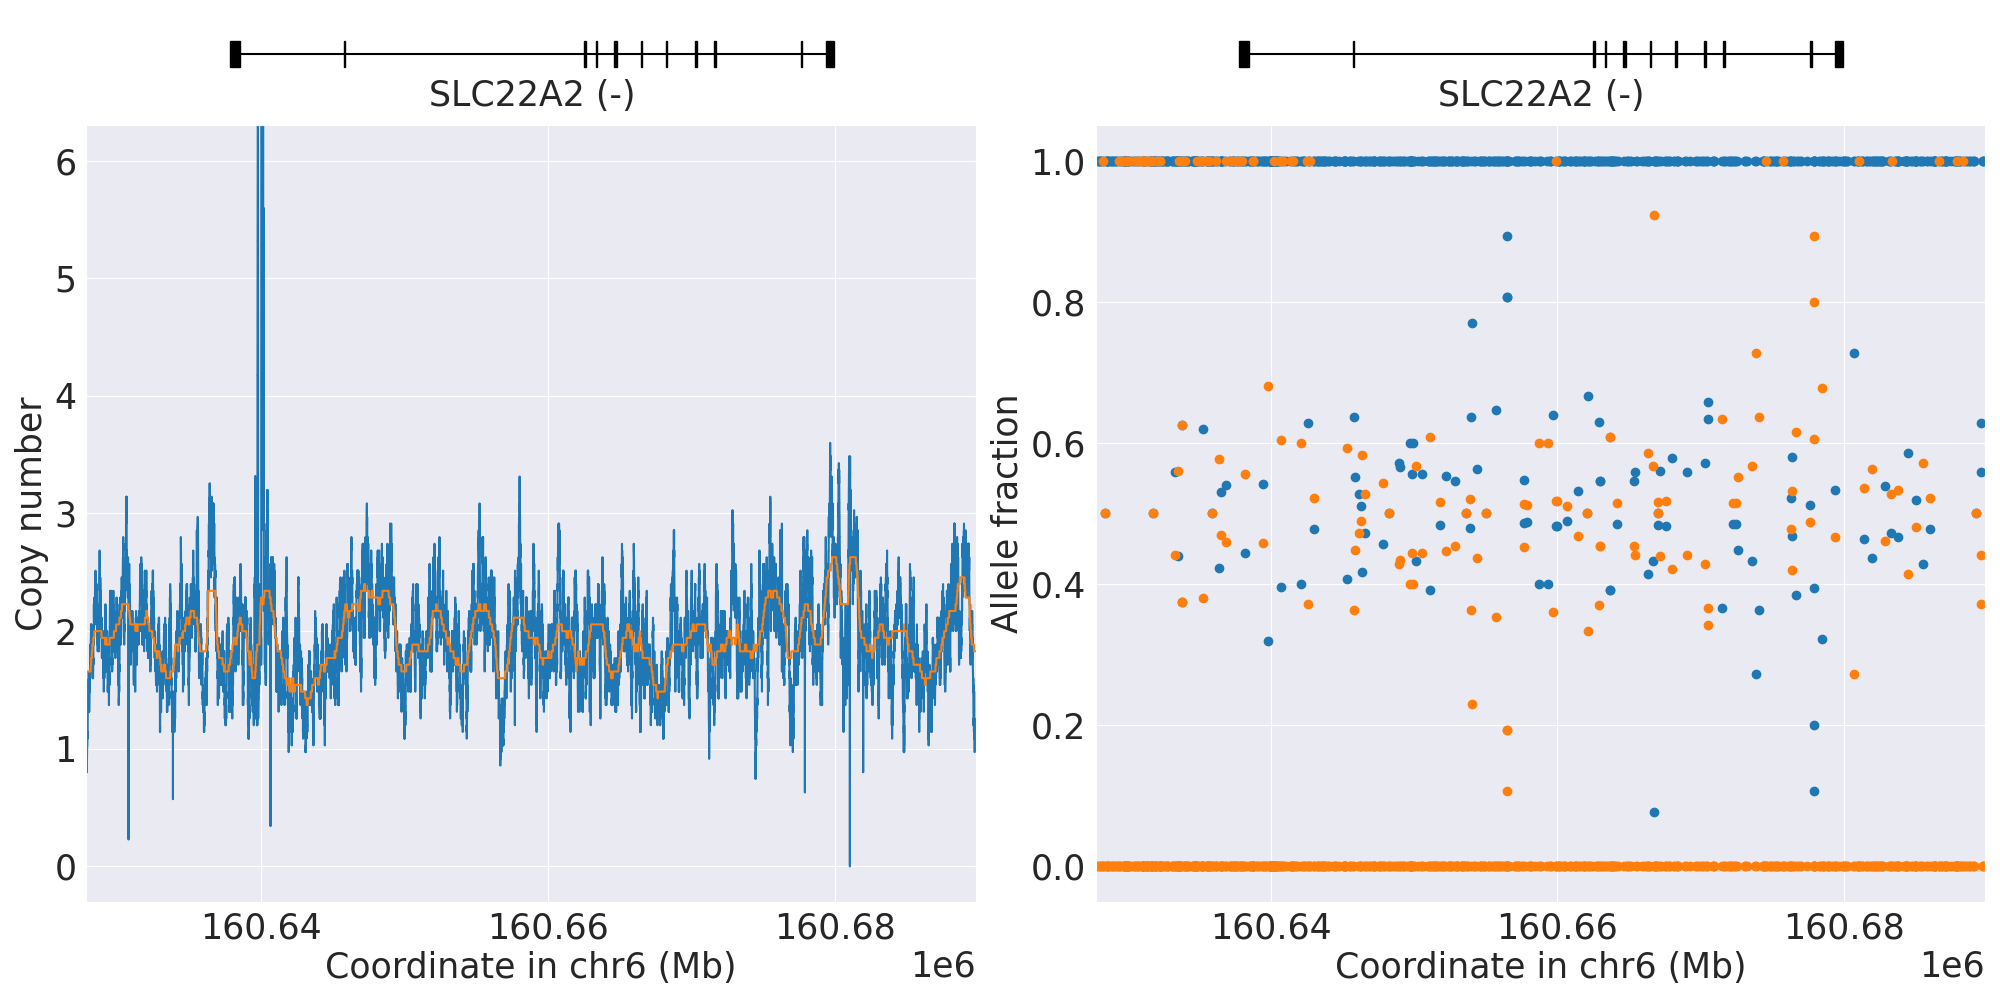 SLC22A2 (-)
6
5
4
3
2
1
0
Copy number
160.64 160.66 160.68
Coordinate in chr6 (Mb) 1e6
SLC22A2 (-)
1.0
0.8
0.6
0.4
0.2
0.0
Allele fraction
160.64 160.66 160.68
Coordinate in chr6 (Mb) 1e6